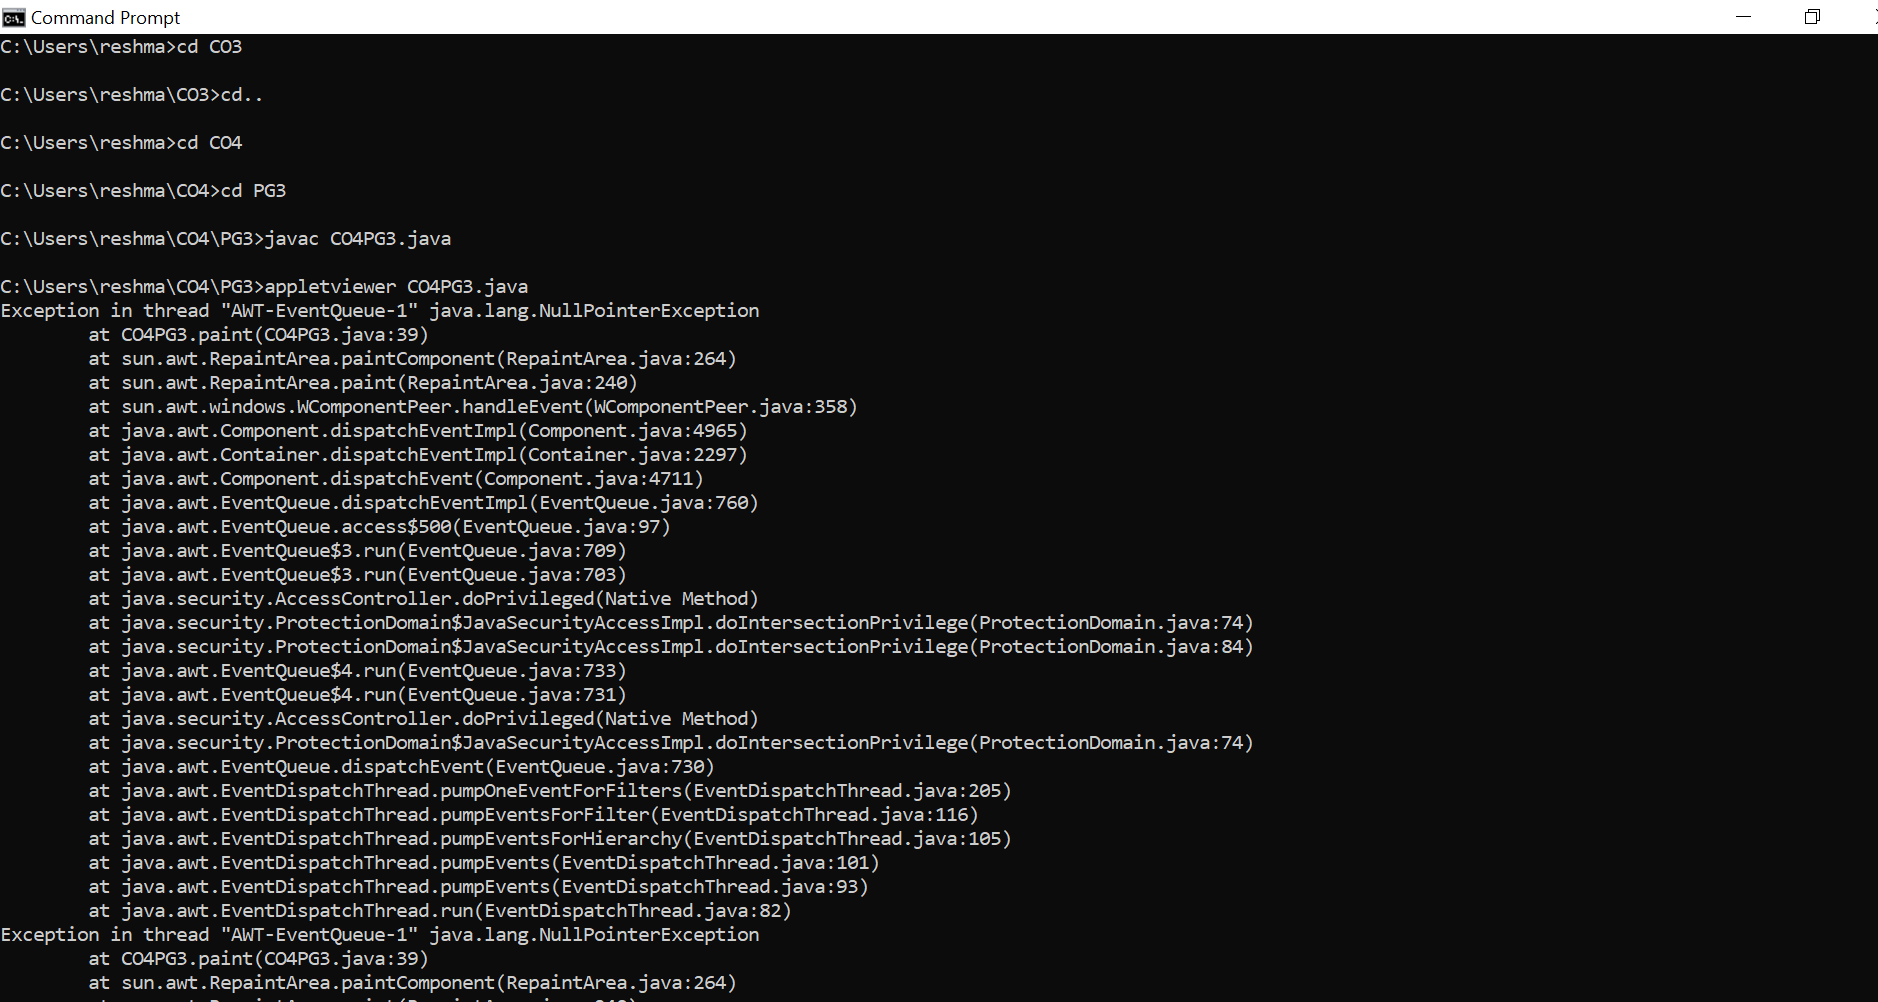 Command Prompt
C:\Users\reshma>cd CO3
C:\Users\reshma\CO3>cd..
C:\Users\reshma>cd CO4
C:\Users\reshma\CO4>cd PG3
C:\Users\reshma\CO4\PG3>javac CO4PG3.java
C:\Users\reshma\CO4\PG3>appletviewer CO4PG3.java
Exception in thread "AWT-EventQueue-1" java.lang.NullPointerException
        at CO4PG3.paint(CO4PG3.java:39)
        at sun.awt.RepaintArea.paintComponent(RepaintArea.java:264)
        at sun.awt.RepaintArea.paint(RepaintArea.java:240)
        at sun.awt.windows.WComponentPeer.handleEvent(WComponentPeer.java:358)
        at java.awt.Component.dispatchEventImpl(Component.java:4965)
        at java.awt.Container.dispatchEventImpl(Container.java:2297)
        at java.awt.Component.dispatchEvent(Component.java:4711)
        at java.awt.EventQueue.dispatchEventImpl(EventQueue.java:760)
        at java.awt.EventQueue.access$500(EventQueue.java:97)
        at java.awt.EventQueue$3.run(EventQueue.java:709)
        at java.awt.EventQueue$3.run(EventQueue.java:703)
        at java.security.AccessController.doPrivileged(Native Method)
        at java.security.ProtectionDomain$JavaSecurityAccessImpl.doIntersectionPrivilege(ProtectionDomain.java:74)
        at java.security.ProtectionDomain$JavaSecurityAccessImpl.doIntersectionPrivilege(ProtectionDomain.java:84)
        at java.awt.EventQueue$4.run(EventQueue.java:733)
        at java.awt.EventQueue$4.run(EventQueue.java:731)
        at java.security.AccessController.doPrivileged(Native Method)
        at java.security.ProtectionDomain$JavaSecurityAccessImpl.doIntersectionPrivilege(ProtectionDomain.java:74)
        at java.awt.EventQueue.dispatchEvent(EventQueue.java:730)
        at java.awt.EventDispatchThread.pumpOneEventForFilters(EventDispatchThread.java:205)
        at java.awt.EventDispatchThread.pumpEventsForFilter(EventDispatchThread.java:116)
        at java.awt.EventDispatchThread.pumpEventsForHierarchy(EventDispatchThread.java:105)
        at java.awt.EventDispatchThread.pumpEvents(EventDispatchThread.java:101)
        at java.awt.EventDispatchThread.pumpEvents(EventDispatchThread.java:93)
        at java.awt.EventDispatchThread.run(EventDispatchThread.java:82)
Exception in thread "AWT-EventQueue-1" java.lang.NullPointerException
        at CO4PG3.paint(CO4PG3.java:39)
        at sun.awt.RepaintArea.paintComponent(RepaintArea.java:264)